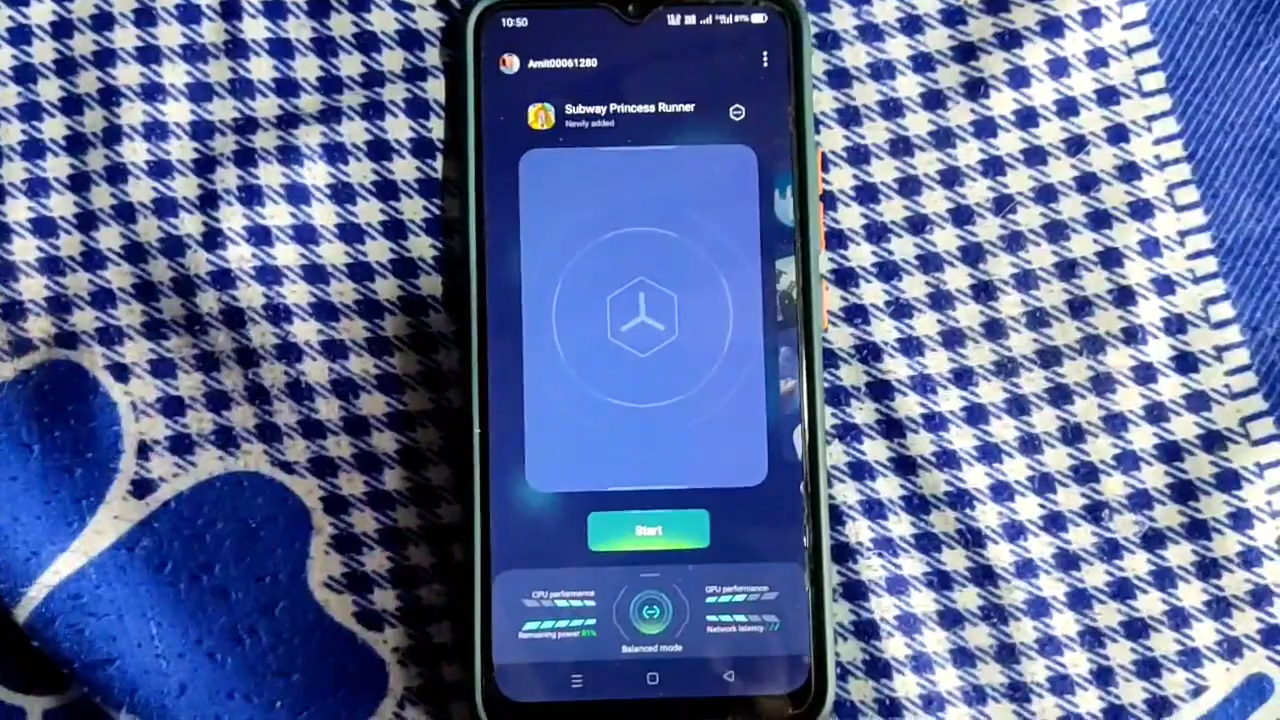 10:50
81%
Amit00061280
Subway Princess Runner
Newly added
Start
CPU performance
GPU performance
Remaining power 81%
Network latency
Balanced mode